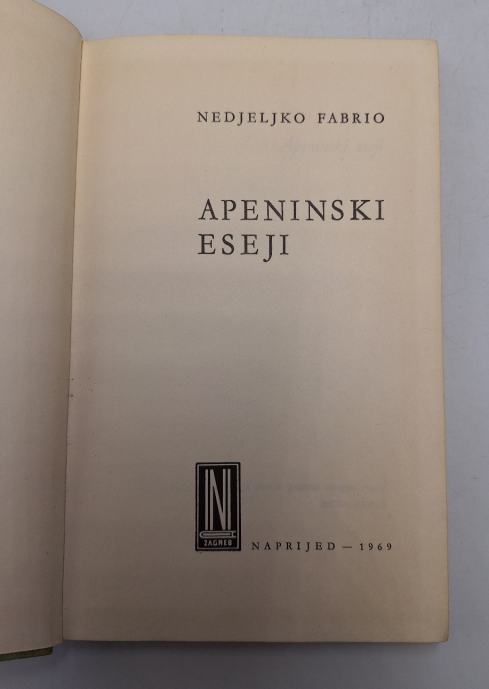 NEDJELJKO FABRIO
APENINSKI
ESEJI
N
ZAGREB
NAPRIJED — 1969